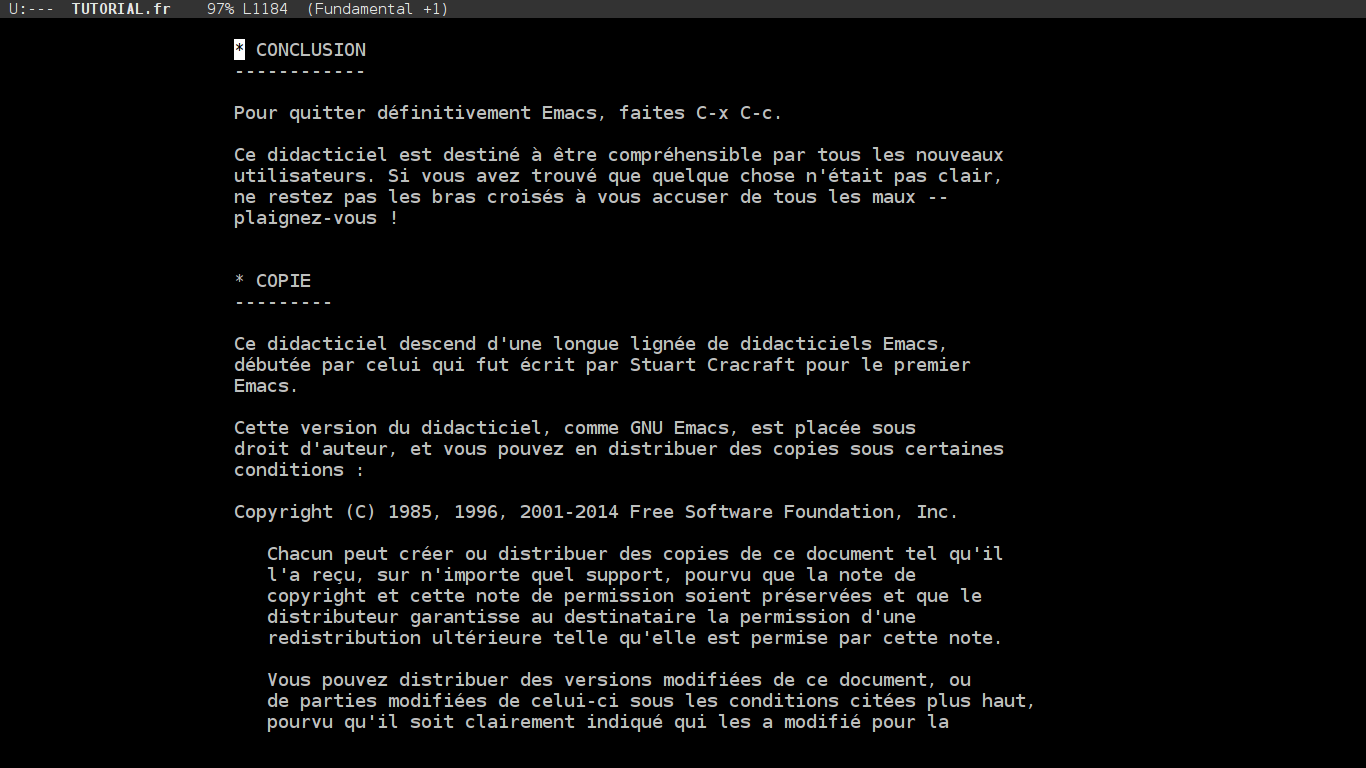 U:---  TUTORIAL.fr    97% L1184  (Fundamental +1)
* CONCLUSION
------------
Pour quitter définitivement Emacs, faites C-x C-c.
Ce didacticiel est destiné à être compréhensible par tous les nouveaux
utilisateurs. Si vous avez trouvé que quelque chose n'était pas clair,
ne restez pas les bras croisés à vous accuser de tous les maux --
plaignez-vous !
* COPIE
---------
Ce didacticiel descend d'une longue lignée de didacticiels Emacs,
débutée par celui qui fut écrit par Stuart Cracraft pour le premier
Emacs.
Cette version du didacticiel, comme GNU Emacs, est placée sous
droit d'auteur, et vous pouvez en distribuer des copies sous certaines
conditions :
Copyright (C) 1985, 1996, 2001-2014 Free Software Foundation, Inc.
Chacun peut créer ou distribuer des copies de ce document tel qu'il
l'a reçu, sur n'importe quel support, pourvu que la note de
copyright et cette note de permission soient préservées et que le
distributeur garantisse au destinataire la permission d'une
redistribution ultérieure telle qu'elle est permise par cette note.
Vous pouvez distribuer des versions modifiées de ce document, ou
de parties modifiées de celui-ci sous les conditions citées plus haut,
pourvu qu'il soit clairement indiqué qui les a modifié pour la